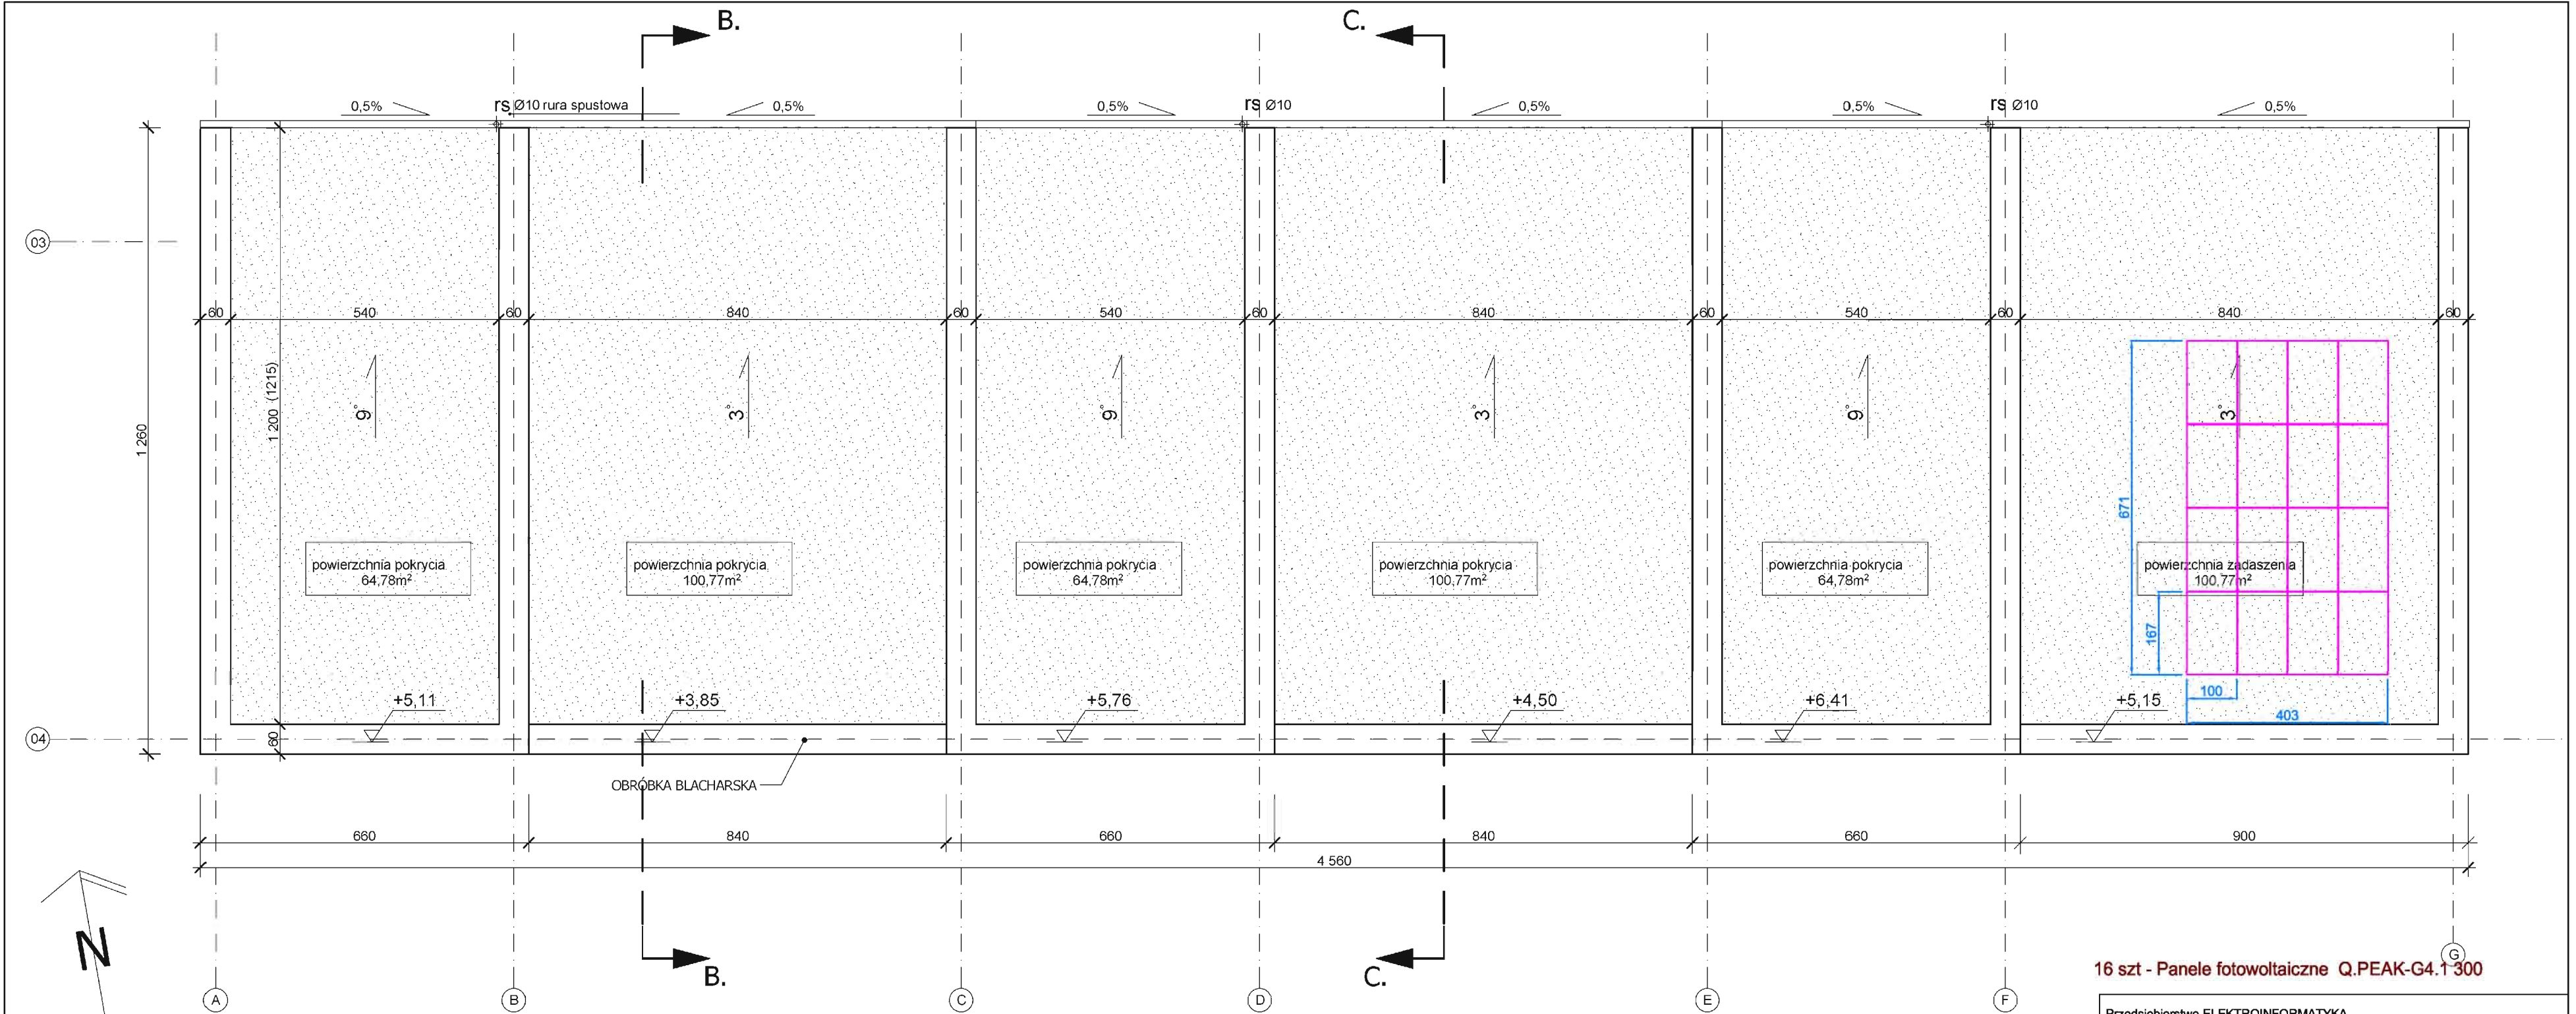 B.
C.
0,5%
rs Ø10 rura spustowa
0,5%
0,5%
rs Ø10
0,5%
0,5%
rs Ø10
0,5%
03
60
540
60
840
60
540
60
840
60
540
60
840
60
1 260
1 200 (1215)
9°
3°
9°
3°
9°
3°
671
powierzchnia pokrycia
64,78m²
powierzchnia pokrycia
100,77m²
powierzchnia pokrycia
64,78m²
powierzchnia pokrycia
100,77m²
powierzchnia pokrycia
64,78m²
powierzchnia zadaszenia
100,77m²
167
100
403
+5,11
+3,85
+5,76
+4,50
+6,41
+5,15
04
60
OBRÓBKA BLACHARSKA
660
840
660
840
660
900
4 560
N
B.
C.
G
16 szt - Panele fotowoltaiczne Q.PEAK-G4.1 300
A
B
C
D
E
F
Przedsiębiorstwo ELEKTROINFORMATYKA